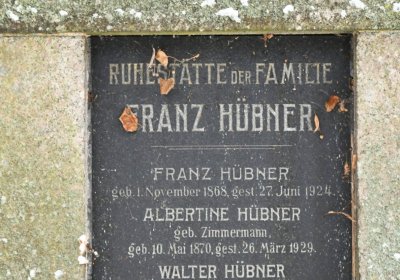 RUHESTÄTTE DER FAMILIE
FRANZ HÜBNER
FRANZ HÜBNER
geb. 1. November 1868, gest. 27. Juni 1924.
ALBERTINE HÜBNER
geb. Zimmermann,
geb. 10. Mai 1870, gest. 26. März 1929.
WALTER HÜBNER